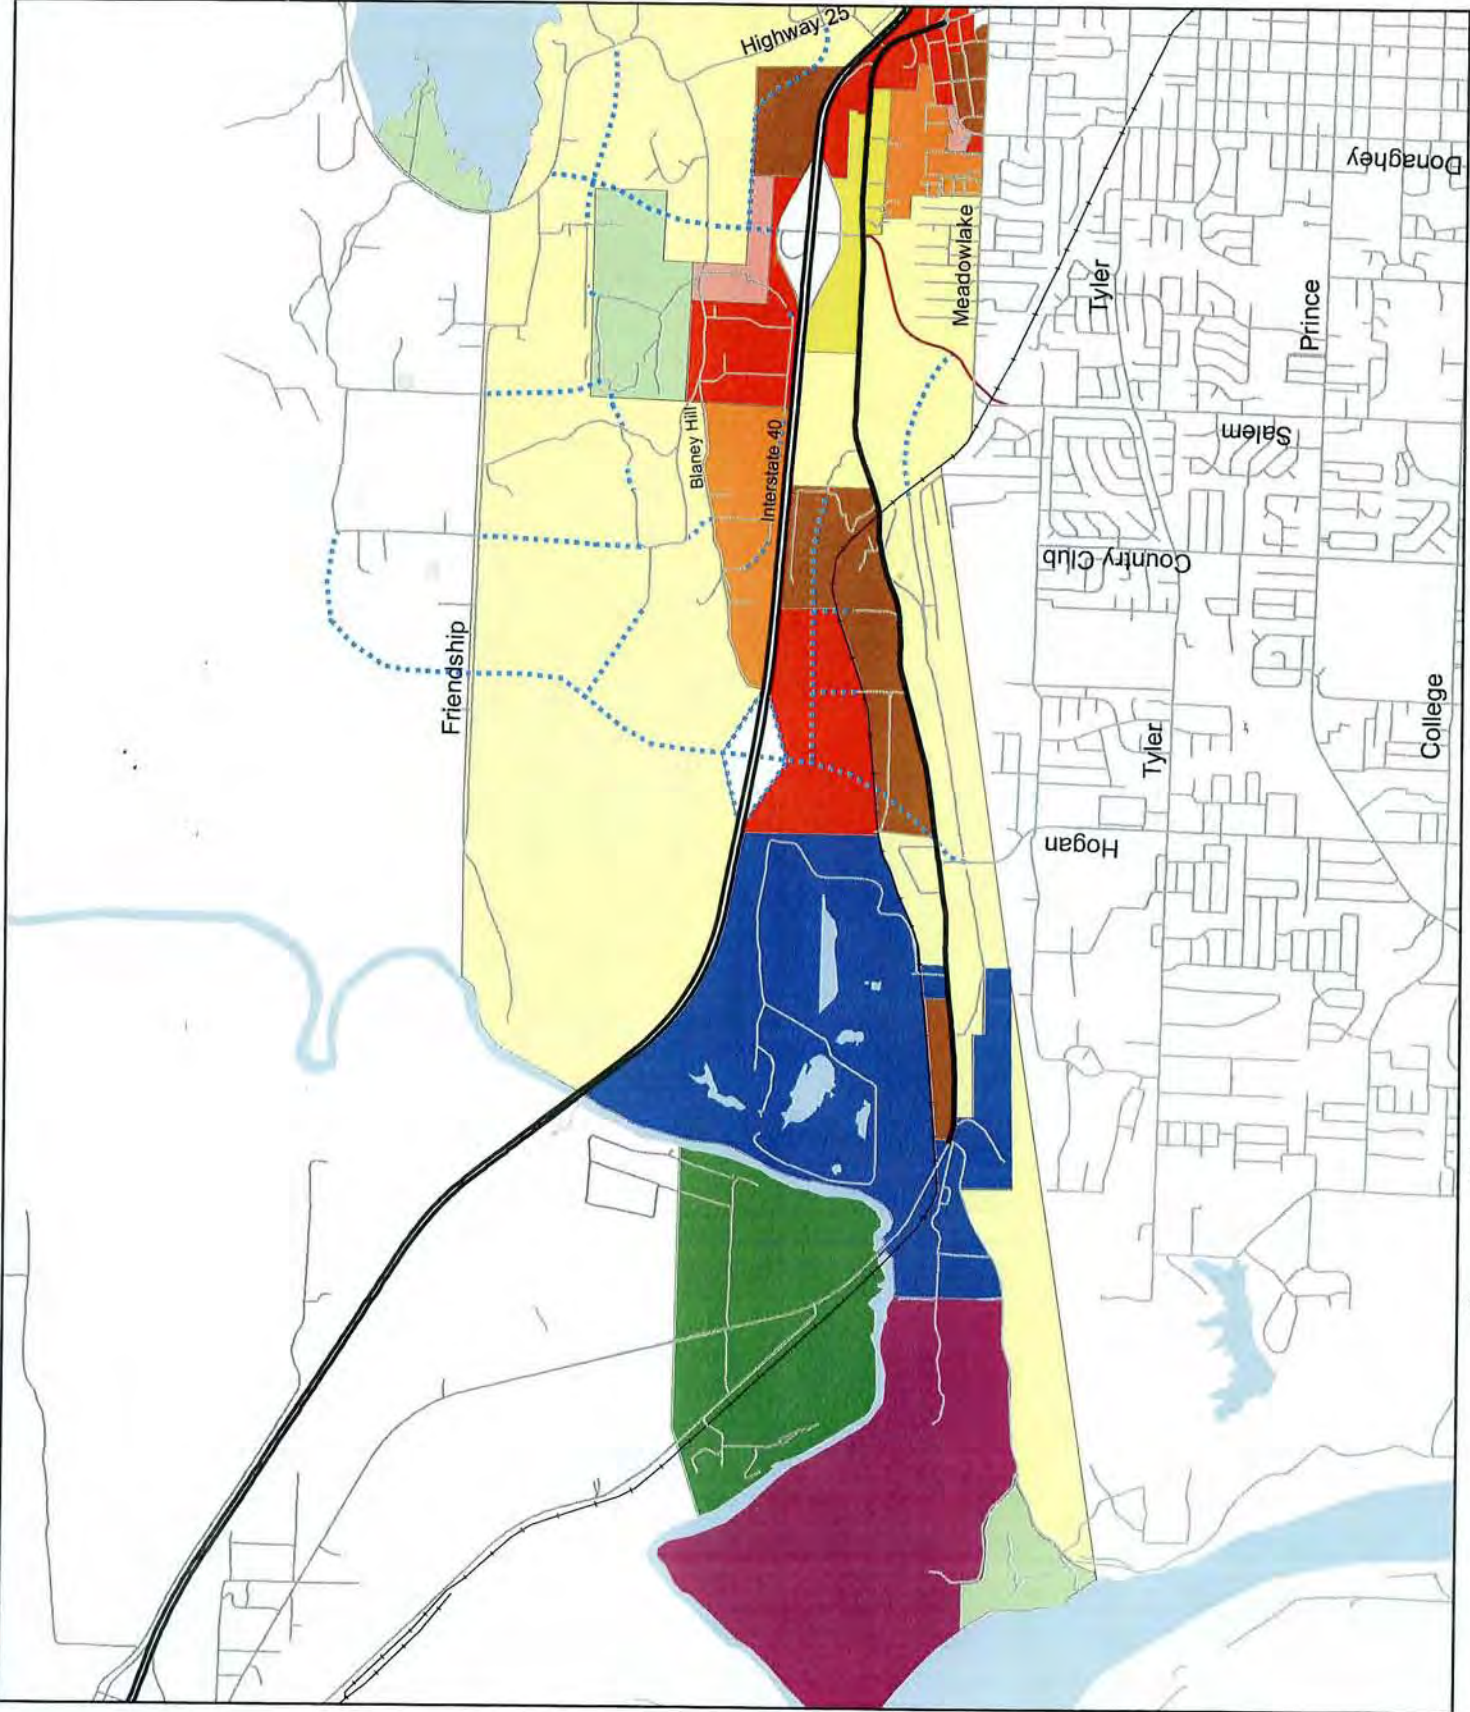 Highway 25
Donaghey
Meadowlake
Tyler
Prince
Salem
Blaney Hill
Interstate 40
Country Club
Friendship
Tyler
College
Hogan